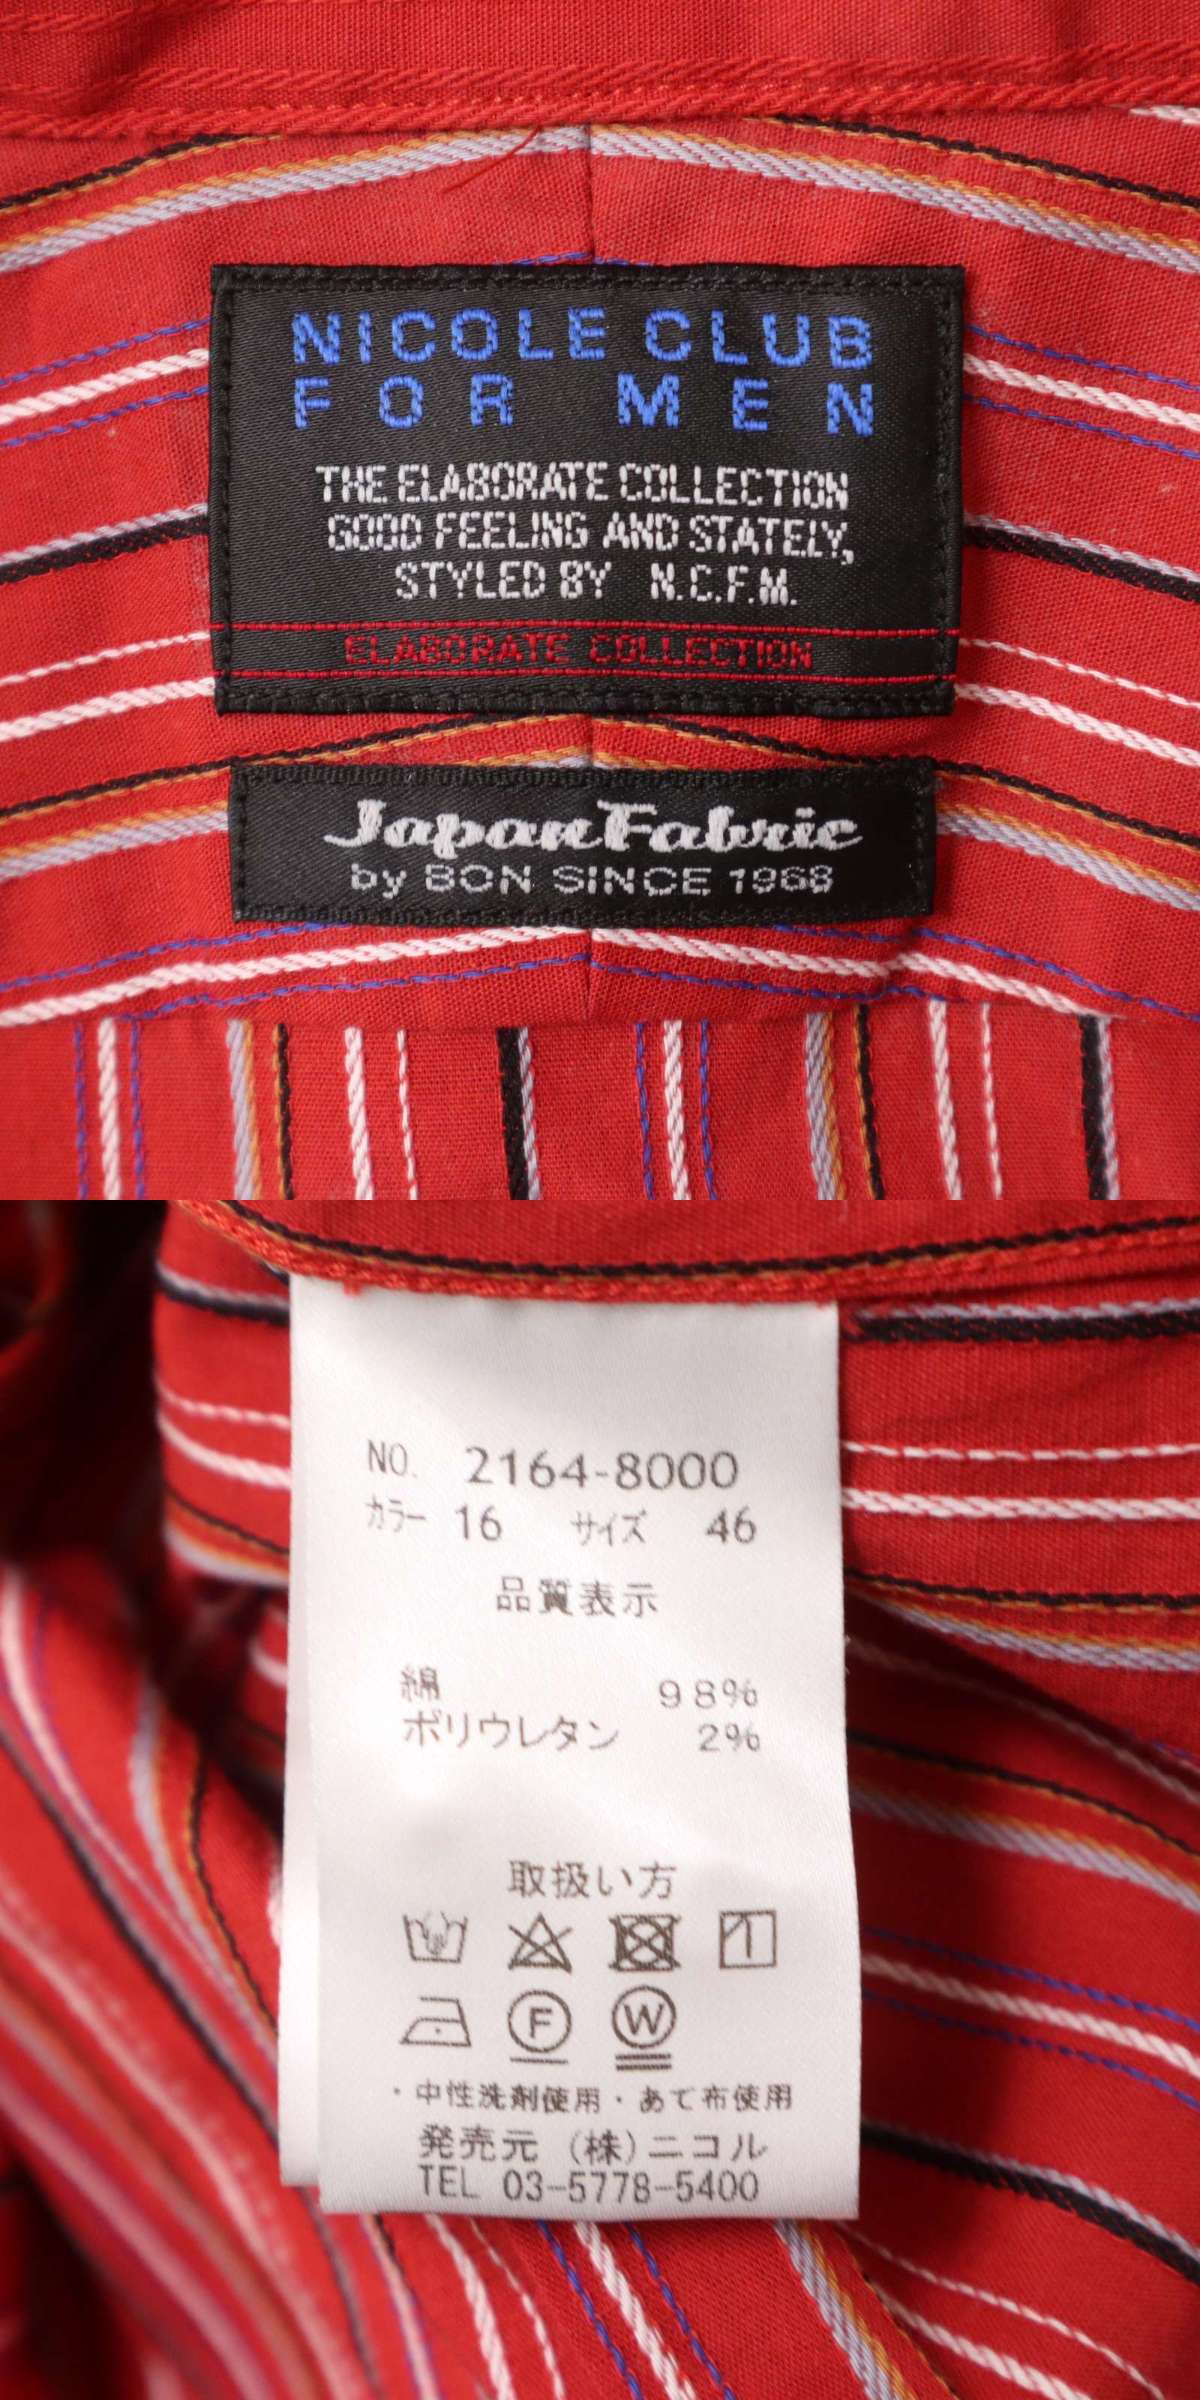 NICOLE CLUB
FOR MEN
THE ELABORATE COLLECTION
GOOD FEELING AND STATELY,
STYLED BY N.C.F.M.
ELABORATE COLLECTION
JapanFabric
by BON SINCE 1968
NO. 2164-8000
カラー 16 サイズ 46
品質表示
綿 98%
ポリウレタン 2%
取扱い方
F W
・中性洗剤使用・あて布使用
発売元 (株)ニコル
TEL 03-5778-5400